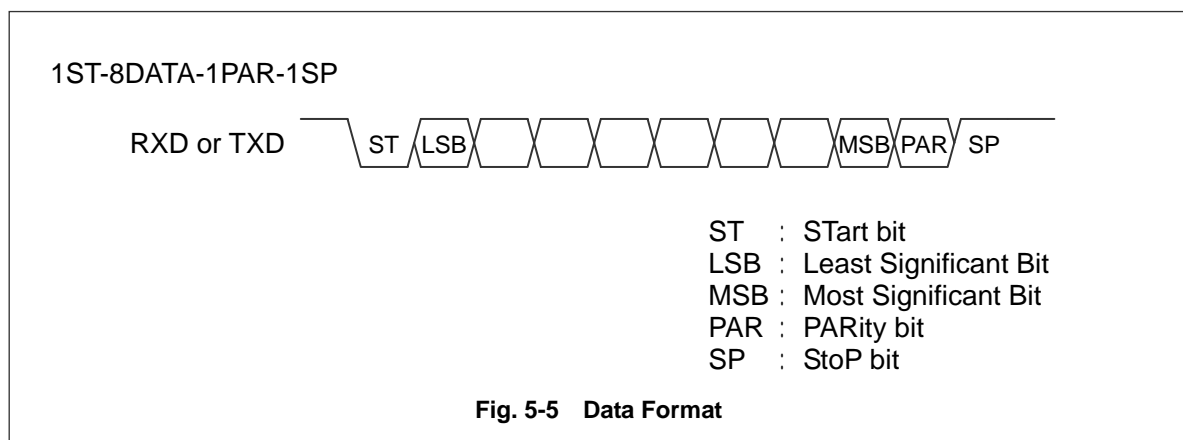 1ST-8DATA-1PAR-1SP
RXD or TXD ST LSB MSB PAR SP
ST : STart bit
LSB : Least Significant Bit
MSB : Most Significant Bit
PAR : PARity bit
SP : StoP bit
Fig. 5-5 Data Format